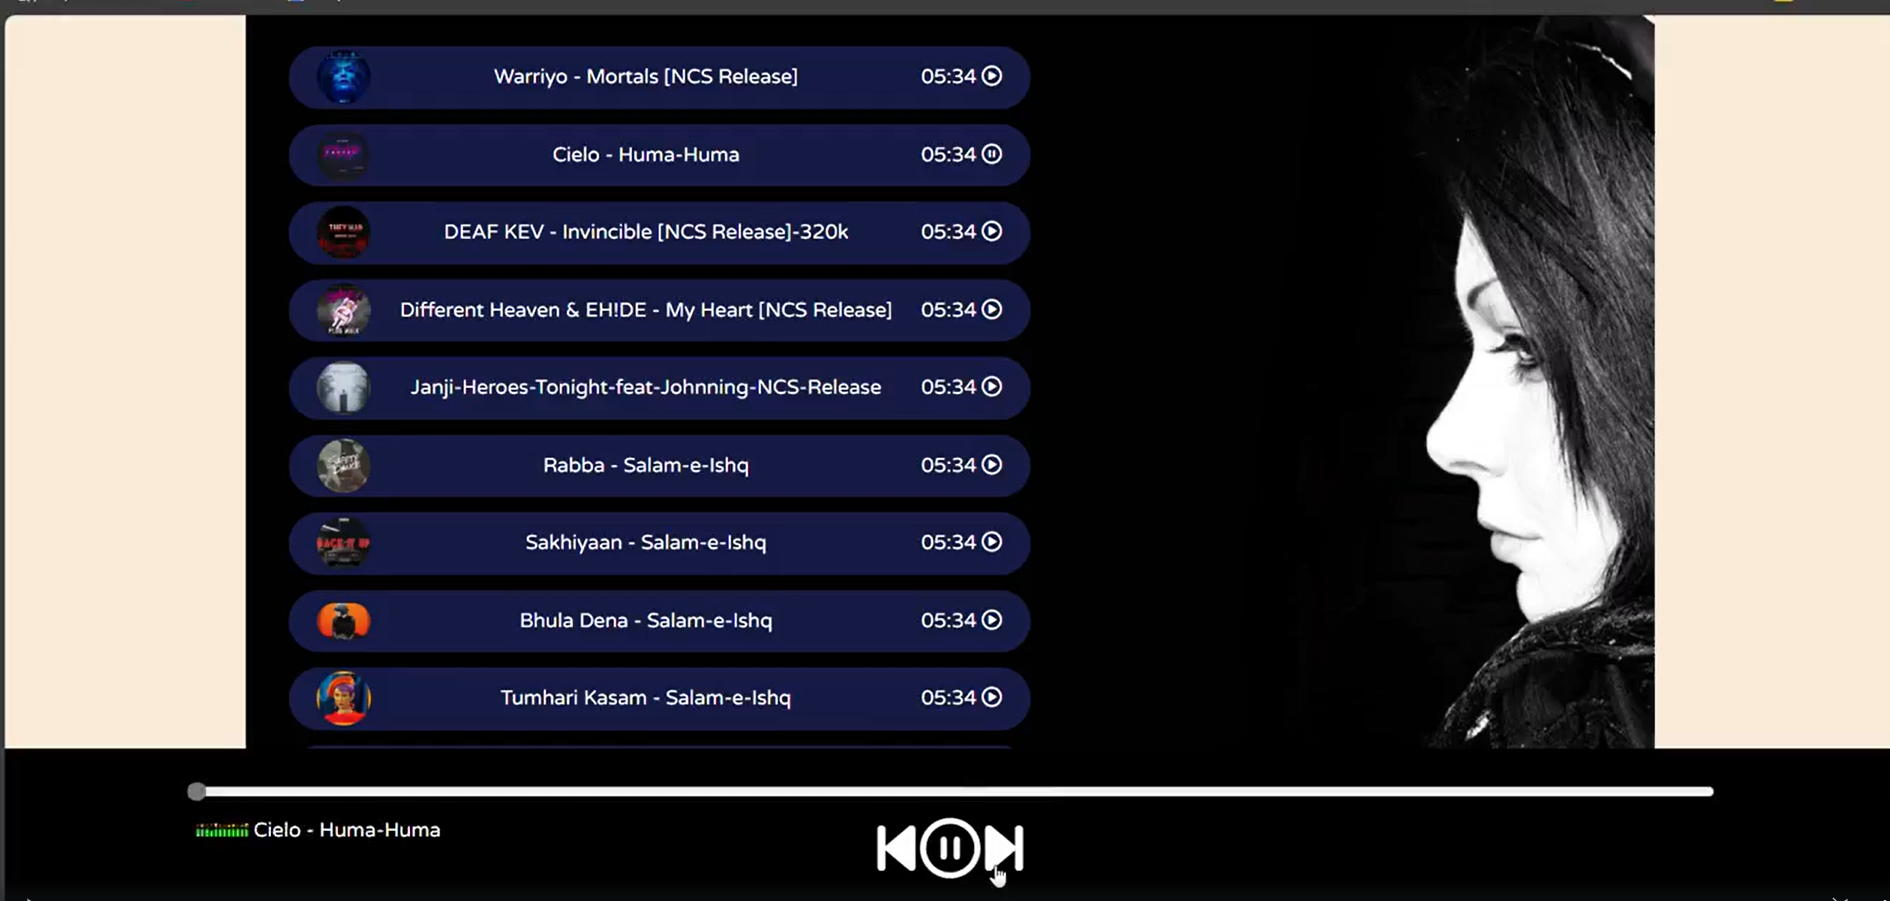 Warriyo - Mortals [NCS Release] 05:34
Cielo - Huma-Huma 05:34
DEAF KEV - Invincible [NCS Release]-320k 05:34
Different Heaven & EH!DE - My Heart [NCS Release] 05:34
Janji-Heroes-Tonight-feat-Johnning-NCS-Release 05:34
Rabba - Salam-e-Ishq 05:34
Sakhiyaan - Salam-e-Ishq 05:34
BACK IT UP
Bhula Dena - Salam-e-Ishq 05:34
Tumhari Kasam - Salam-e-Ishq 05:34
Cielo - Huma-Huma